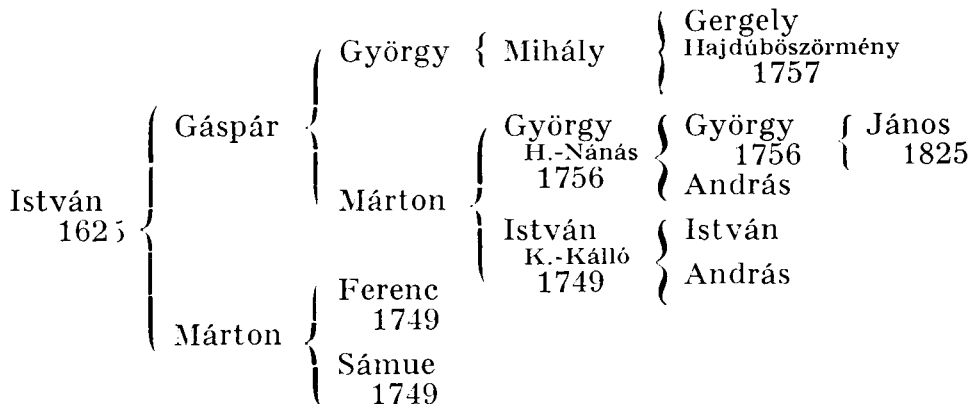 István
1625
Gáspár
Márton
György
Márton
Ferenc
1749
Sámue
1749
Mihály
György
H.-Nánás
1756
István
K.-Kálló
1749
Gergely
Hajdúböszörmény
1757
György
1756
András
István
András
János
1825